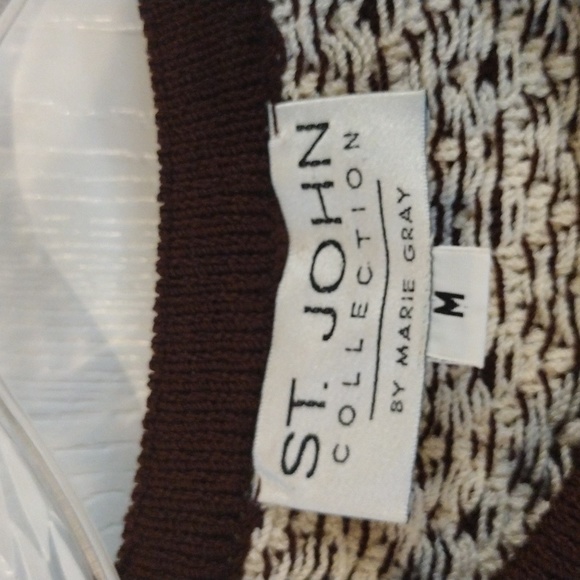 ST. JOHN
COLLECTION
BY MARIE GRAY
M